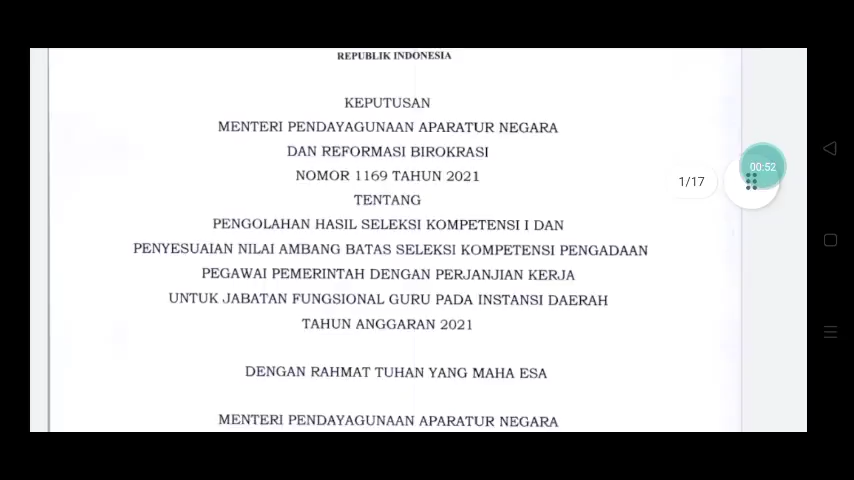 REPUBLIK INDONESIA
KEPUTUSAN
MENTERI PENDAYAGUNAAN APARATUR NEGARA
DAN REFORMASI BIROKRASI
NOMOR 1169 TAHUN 2021
TENTANG
PENGOLAHAN HASIL SELEKSI KOMPETENSI I DAN
PENYESUAIAN NILAI AMBANG BATAS SELEKSI KOMPETENSI PENGADAAN
PEGAWAI PEMERINTAH DENGAN PERJANJIAN KERJA
UNTUK JABATAN FUNGSIONAL GURU PADA INSTANSI DAERAH
TAHUN ANGGARAN 2021
DENGAN RAHMAT TUHAN YANG MAHA ESA
MENTERI PENDAYAGUNAAN APARATUR NEGARA
1/17
00:52